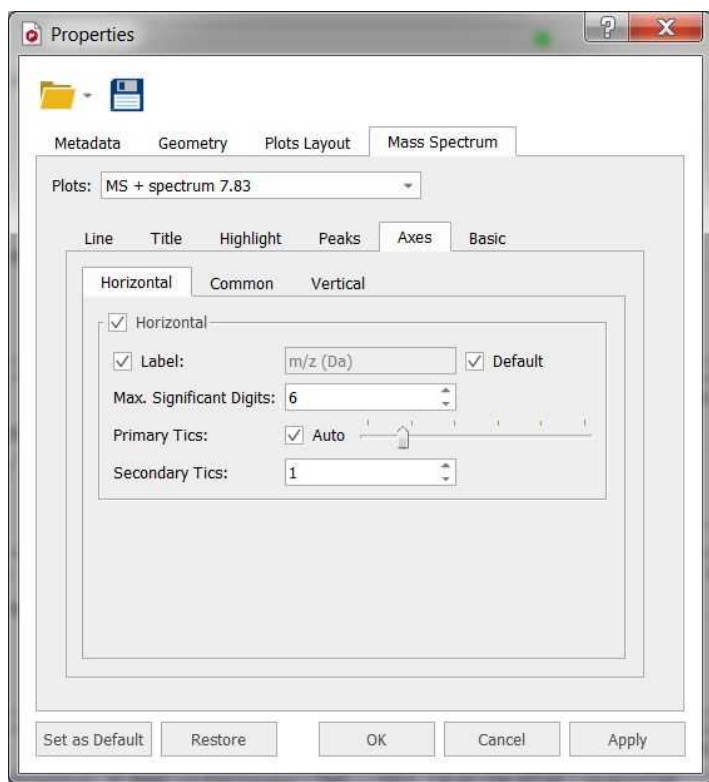 Properties
Metadata Geometry Plots Layout Mass Spectrum
Plots: MS + spectrum 7.83
Line Title Highlight Peaks Axes Basic
Horizontal Common Vertical
Horizontal
Label: m/z (Da) Default
Max. Significant Digits: 6
Primary Tics: Auto
Secondary Tics: 1
Set as Default Restore OK Cancel Apply